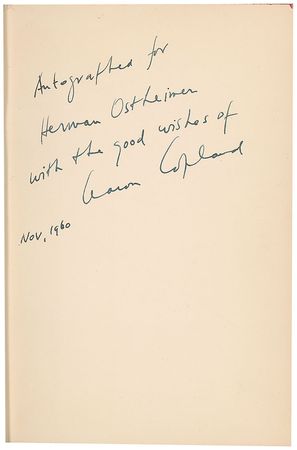 Autographed for
Herman Ostheimer
with the good wishes of
Aaron Copland
Nov, 1960